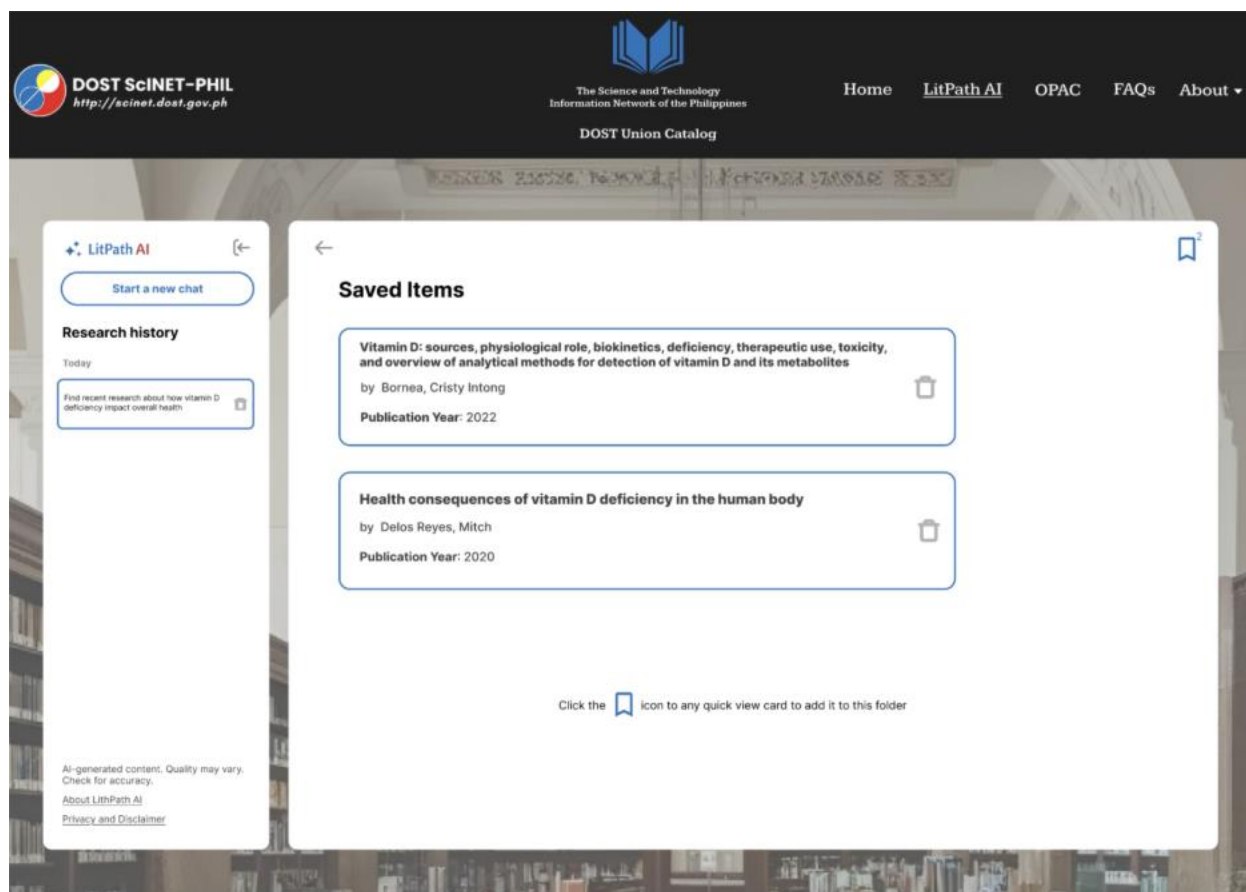 DOST ScINET-PHIL
http://scinet.dost.gov.ph
The Science and Technology
Information Network of the Philippines
DOST Union Catalog
Home LitPath AI OPAC FAQs About
LitPath AI
Start a new chat
Research history
Today
Find recent research about how vitamin D
deficiency impact overall health
AI-generated content. Quality may vary.
Check for accuracy.
About LithPath AI
Privacy and Disclaimer
2
Saved Items
Vitamin D: sources, physiological role, biokinetics, deficiency, therapeutic use, toxicity,
and overview of analytical methods for detection of vitamin D and its metabolites
by Bornea, Cristy Intong
Publication Year: 2022
Health consequences of vitamin D deficiency in the human body
by Delos Reyes, Mitch
Publication Year: 2020
Click the icon to any quick view card to add it to this folder